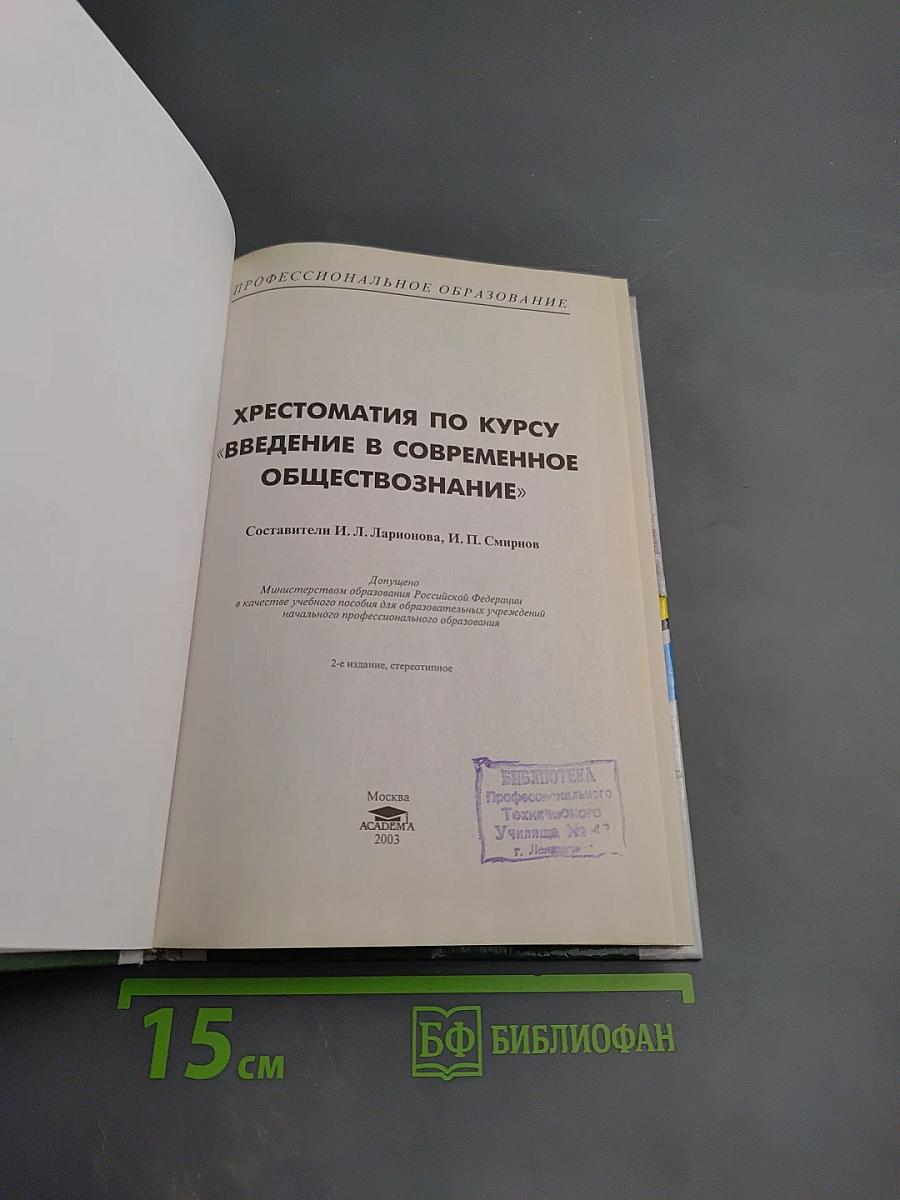 ПРОФЕССИОНАЛЬНОЕ ОБРАЗОВАНИЕ
ХРЕСТОМАТИЯ ПО КУРСУ
«ВВЕДЕНИЕ В СОВРЕМЕННОЕ
ОБЩЕСТВОЗНАНИЕ»
Составители И. Л. Ларионова, И. П. Смирнов
Допущено
Министерством образования Российской Федерации
в качестве учебного пособия для образовательных учреждений
начального профессионального образования
2-е издание, стереотипное
Москва
ACADEMA
2003
БИБЛИОТЕКА
Профессионального
Технического
Училища №
г.
15 см
БФ БИБЛИОФАН